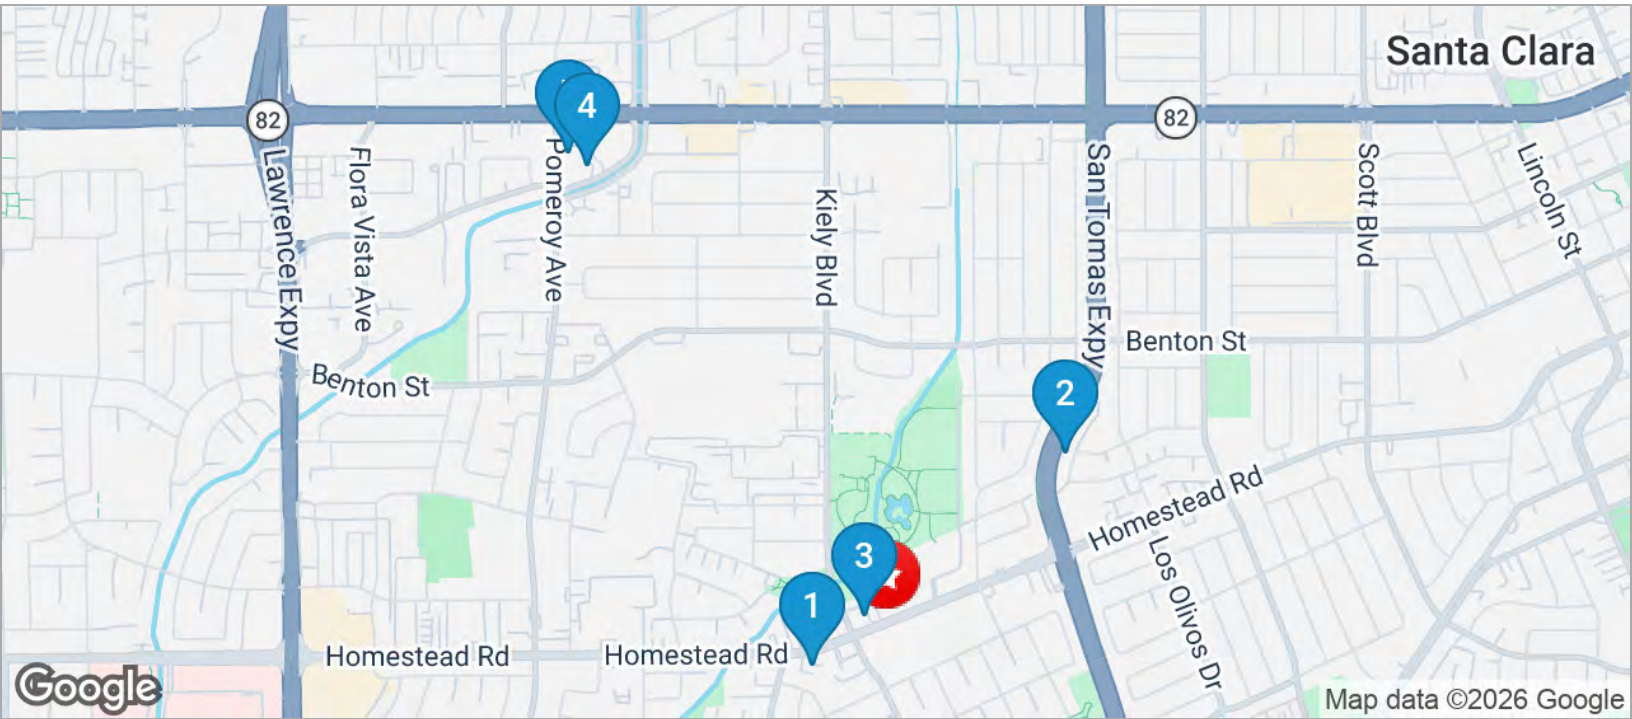 Santa Clara
4
82
82
Lawrence Expy
Flora Vista Ave
Pomeroy Ave
Kiely Blvd
San Tomas Expy
Scott Blvd
Lincoln St
Benton St
Benton St
2
Homestead Rd
Los Olivos Dr
3
1
Homestead Rd
Homestead Rd
Google
Map data ©2026 Google